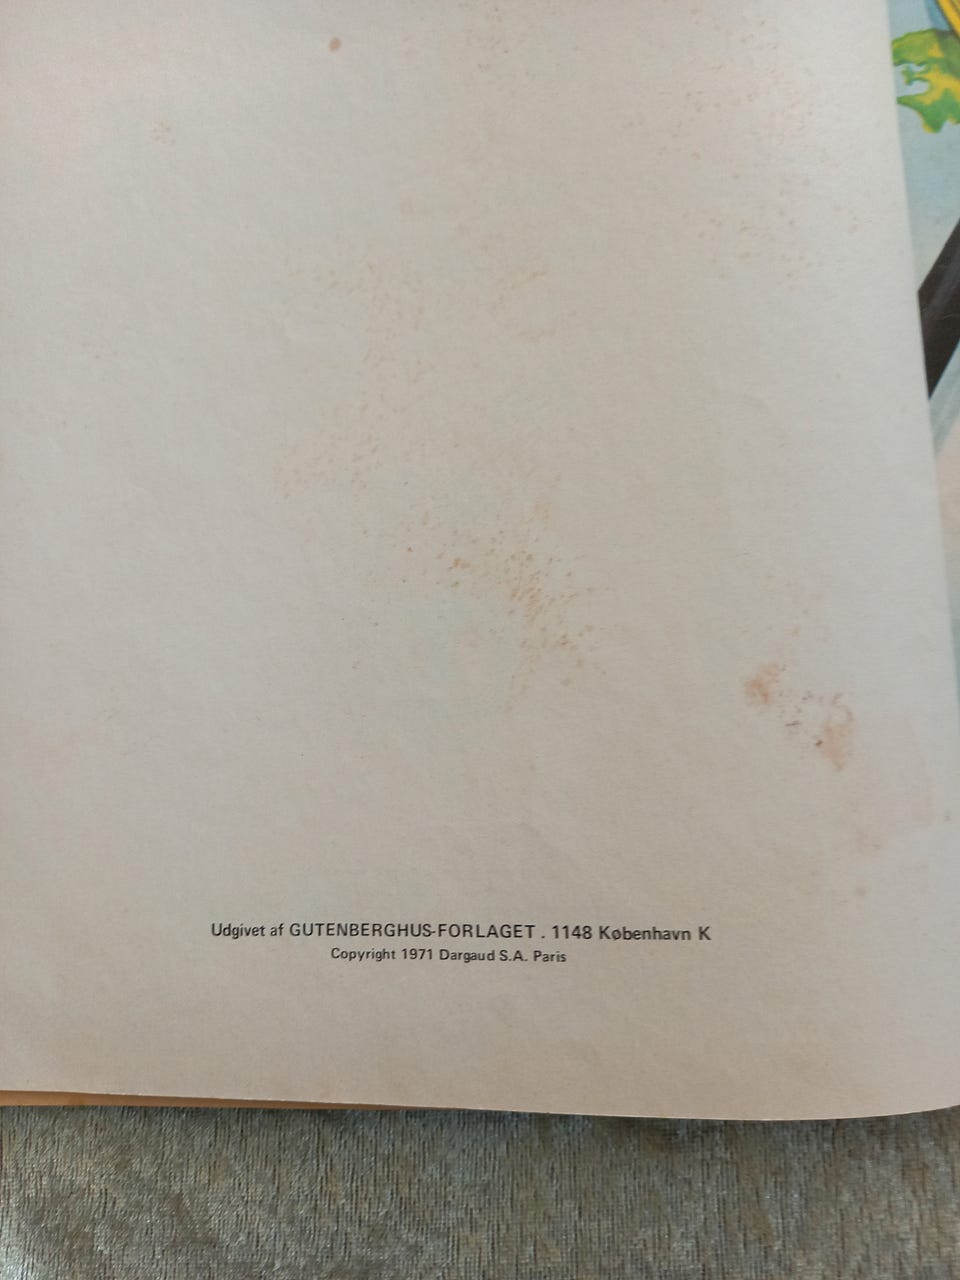 Udgivet af GUTENBERGHUS-FORLAGET . 1148 København K
Copyright 1971 Dargaud S.A. Paris